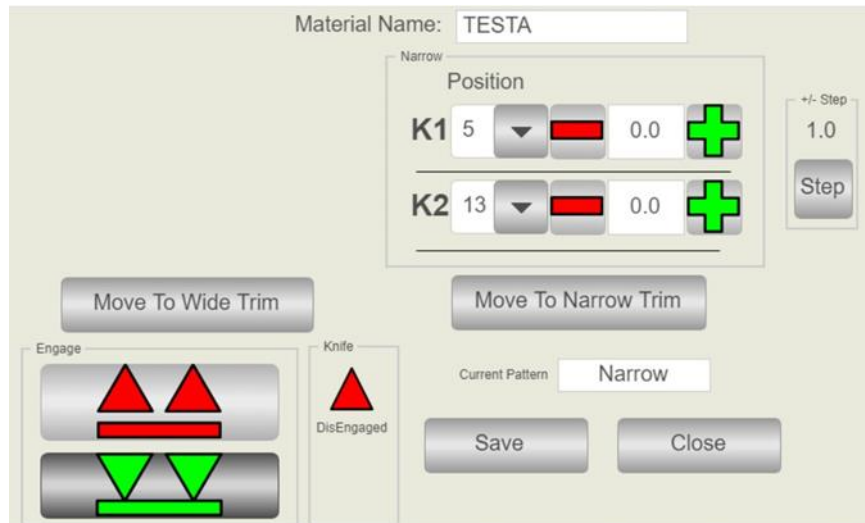 Material Name: TESTA
Narrow
Position
+/- Step
K1 5 0.0
1.0
K2 13 0.0
Step
Move To Wide Trim
Move To Narrow Trim
Engage
Knife
Current Pattern Narrow
DisEngaged
Save
Close